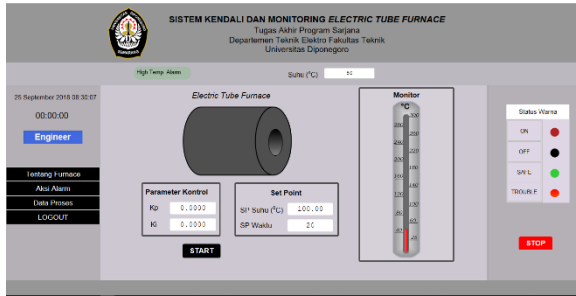 SISTEM KENDALI DAN MONITORING ELECTRIC TUBE FURNACE
Tugas Akhir Program Sarjana
Departemen Teknik Elektro Fakultas Teknik
Universitas Diponegoro
High Temp Alarm
Suhu (°C)
25 September 2018 08:30:07
00:00:00
Engineer
Tentang Furnace
Aksi Alarm
Data Proses
LOGOUT
Electric Tube Furnace
Parameter Kontrol
Kp 0.0000
Ki 0.0000
START
Set Point
SP Suhu (°C) 100.00
SP Waktu 20
Monitor
°C
Status Warna
ON
OFF
SAFE
TROUBLE
STOP